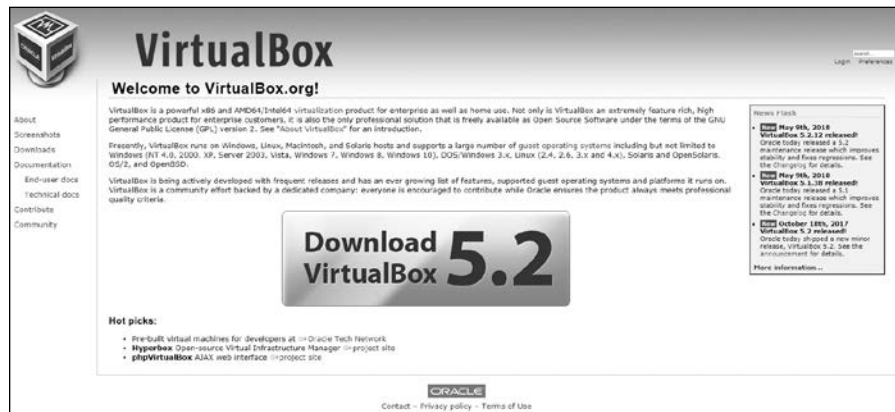 VirtualBox
search...
Login Preferences
Welcome to VirtualBox.org!
About
Screenshots
Downloads
Documentation
End-user docs
Technical docs
Contribute
Community
VirtualBox is a powerful x86 and AMD64/Intel64 virtualization product for enterprise as well as home use. Not only is VirtualBox an extremely feature rich, high
performance product for enterprise customers, it is also the only professional solution that is freely available as Open Source Software under the terms of the GNU
General Public License (GPL) version 2. See "About VirtualBox" for an introduction.
Presently, VirtualBox runs on Windows, Linux, Macintosh, and Solaris hosts and supports a large number of guest operating systems including but not limited to
Windows (NT 4.0, 2000, XP, Server 2003, Vista, Windows 7, Windows 8, Windows 10), DOS/Windows 3.x, Linux (2.4, 2.6, 3.x and 4.x), Solaris and OpenSolaris,
OS/2, and OpenBSD.
VirtualBox is being actively developed with frequent releases and has an ever growing list of features, supported guest operating systems and platforms it runs on.
VirtualBox is a community effort backed by a dedicated company: everyone is encouraged to contribute while Oracle ensures the product always meets professional
quality criteria.
Download
VirtualBox 5.2
Hot picks:
Pre-built virtual machines for developers at Oracle Tech Network
Hyperbox Open-source Virtual Infrastructure Manager project site
phpVirtualBox AJAX web interface project site
News Flash
New May 9th, 2018
VirtualBox 5.2.12 released!
Oracle today released a 5.2
maintenance release which improves
stability and fixes regressions. See
the Changelog for details.
New May 9th, 2018
VirtualBox 5.1.38 released!
Oracle today released a 5.1
maintenance release which improves
stability and fixes regressions. See
the Changelog for details.
New October 18th, 2017
VirtualBox 5.2 released!
Oracle today shipped a new minor
release, VirtualBox 5.2. See the
announcement for details.
More information...
ORACLE
Contact – Privacy policy – Terms of Use